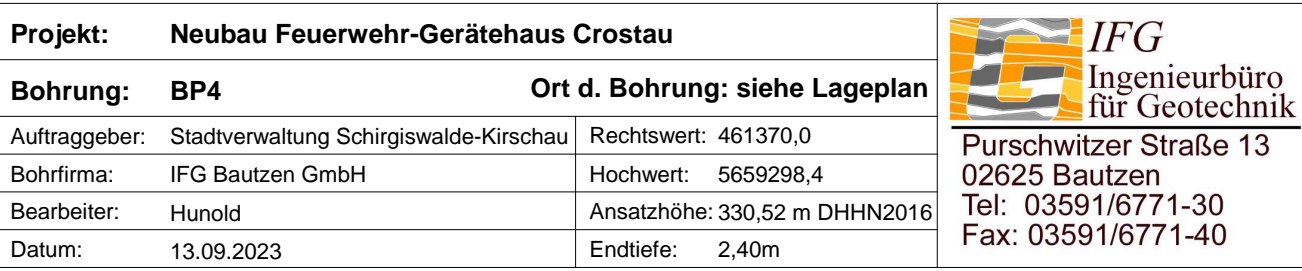 Projekt: Neubau Feuerwehr-Gerätehaus Crostau
Bohrung: BP4 Ort d. Bohrung: siehe Lageplan
Auftraggeber: Stadtverwaltung Schirgiswalde-Kirschau Rechtswert: 461370,0
Bohrfirma: IFG Bautzen GmbH Hochwert: 5659298,4
Bearbeiter: Hunold Ansatzhöhe: 330,52 m DHHN2016
Datum: 13.09.2023 Endtiefe: 2,40m
IFG
Ingenieurbüro
für Geotechnik
Purschwitzer Straße 13
02625 Bautzen
Tel: 03591/6771-30
Fax: 03591/6771-40